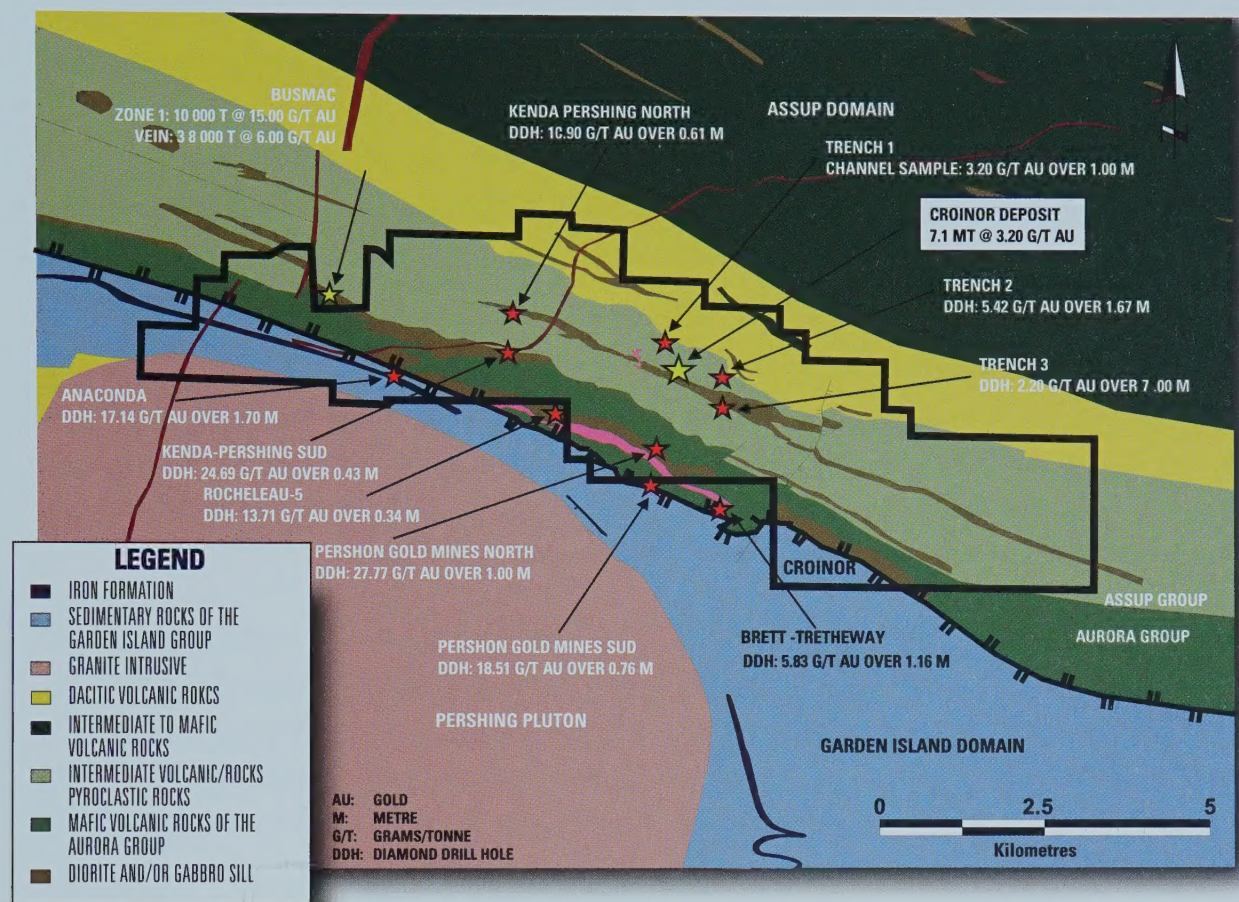 BUSMAC
ZONE 1: 10 000 T @ 15.00 G/T AU
VEIN: 3 8 000 T @ 6.00 G/T AU
KENDA PERSHING NORTH
DDH: 10.90 G/T AU OVER 0.61 M
ASSUP DOMAIN
TRENCH 1
CHANNEL SAMPLE: 3.20 G/T AU OVER 1.00 M
CROINOR DEPOSIT
7.1 MT @ 3.20 G/T AU
TRENCH 2
DDH: 5.42 G/T AU OVER 1.67 M
TRENCH 3
DDH: 2.20 G/T AU OVER 7 .00 M
ANACONDA
DDH: 17.14 G/T AU OVER 1.70 M
KENDA-PERSHING SUD
DDH: 24.69 G/T AU OVER 0.43 M
ROCHELEAU-5
DDH: 13.71 G/T AU OVER 0.34 M
PERSHON GOLD MINES NORTH
DDH: 27.77 G/T AU OVER 1.00 M
CROINOR
ASSUP GROUP
AURORA GROUP
PERSHON GOLD MINES SUD
DDH: 18.51 G/T AU OVER 0.76 M
BRETT -TRETHEWAY
DDH: 5.83 G/T AU OVER 1.16 M
PERSHING PLUTON
GARDEN ISLAND DOMAIN
LEGEND
IRON FORMATION
SEDIMENTARY ROCKS OF THE
GARDEN ISLAND GROUP
GRANITE INTRUSIVE
DACITIC VOLCANIC ROKCS
INTERMEDIATE TO MAFIC
VOLCANIC ROCKS
INTERMEDIATE VOLCANIC/ROCKS
PYROCLASTIC ROCKS
MAFIC VOLCANIC ROCKS OF THE
AURORA GROUP
DIORITE AND/OR GABBRO SILL
AU: GOLD
M: METRE
G/T: GRAMS/TONNE
DDH: DIAMOND DRILL HOLE
0 2.5 5
Kilometres